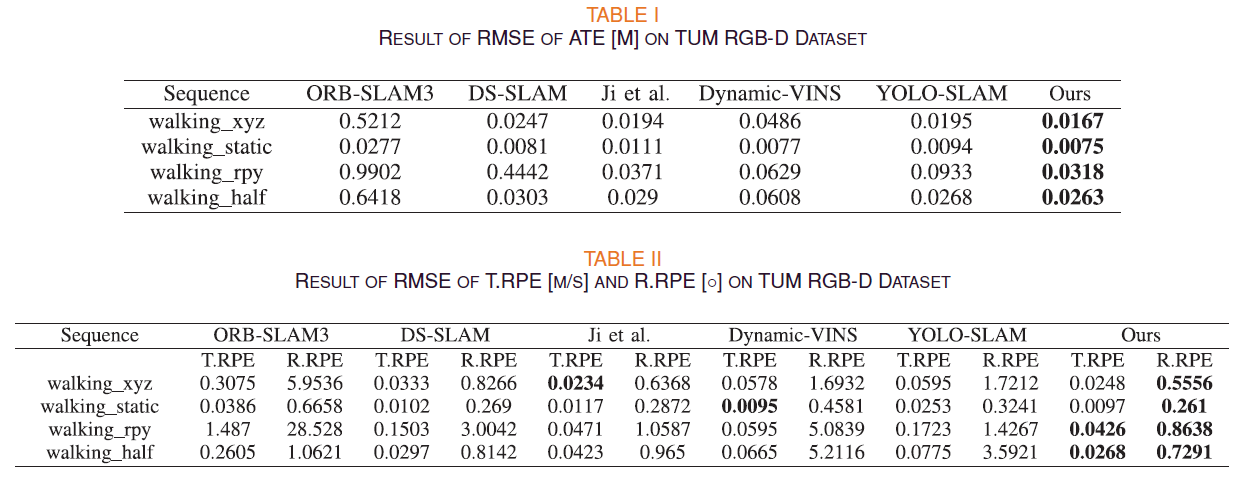 TABLE I
RESULT OF RMSE OF ATE [M] ON TUM RGB-D DATASET
Sequence ORB-SLAM3 DS-SLAM Ji et al. Dynamic-VINS YOLO-SLAM Ours
walking_xyz 0.5212 0.0247 0.0194 0.0486 0.0195 0.0167
walking_static 0.0277 0.0081 0.0111 0.0077 0.0094 0.0075
walking_rpy 0.9902 0.4442 0.0371 0.0629 0.0933 0.0318
walking_half 0.6418 0.0303 0.029 0.0608 0.0268 0.0263
TABLE II
RESULT OF RMSE OF T.RPE [M/S] AND R.RPE [○] ON TUM RGB-D DATASET
Sequence ORB-SLAM3 DS-SLAM Ji et al. Dynamic-VINS YOLO-SLAM Ours
T.RPE R.RPE T.RPE R.RPE T.RPE R.RPE T.RPE R.RPE T.RPE R.RPE T.RPE R.RPE
walking_xyz 0.3075 5.9536 0.0333 0.8266 0.0234 0.6368 0.0578 1.6932 0.0595 1.7212 0.0248 0.5556
walking_static 0.0386 0.6658 0.0102 0.269 0.0117 0.2872 0.0095 0.4581 0.0253 0.3241 0.0097 0.261
walking_rpy 1.487 28.528 0.1503 3.0042 0.0471 1.0587 0.0595 5.0839 0.1723 1.4267 0.0426 0.8638
walking_half 0.2605 1.0621 0.0297 0.8142 0.0423 0.965 0.0665 5.2116 0.0775 3.5921 0.0268 0.7291